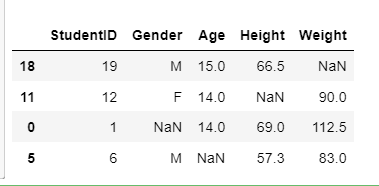 StudentID Gender Age Height Weight
18 19 M 15.0 66.5 NaN
11 12 F 14.0 NaN 90.0
0 1 NaN 14.0 69.0 112.5
5 6 M NaN 57.3 83.0